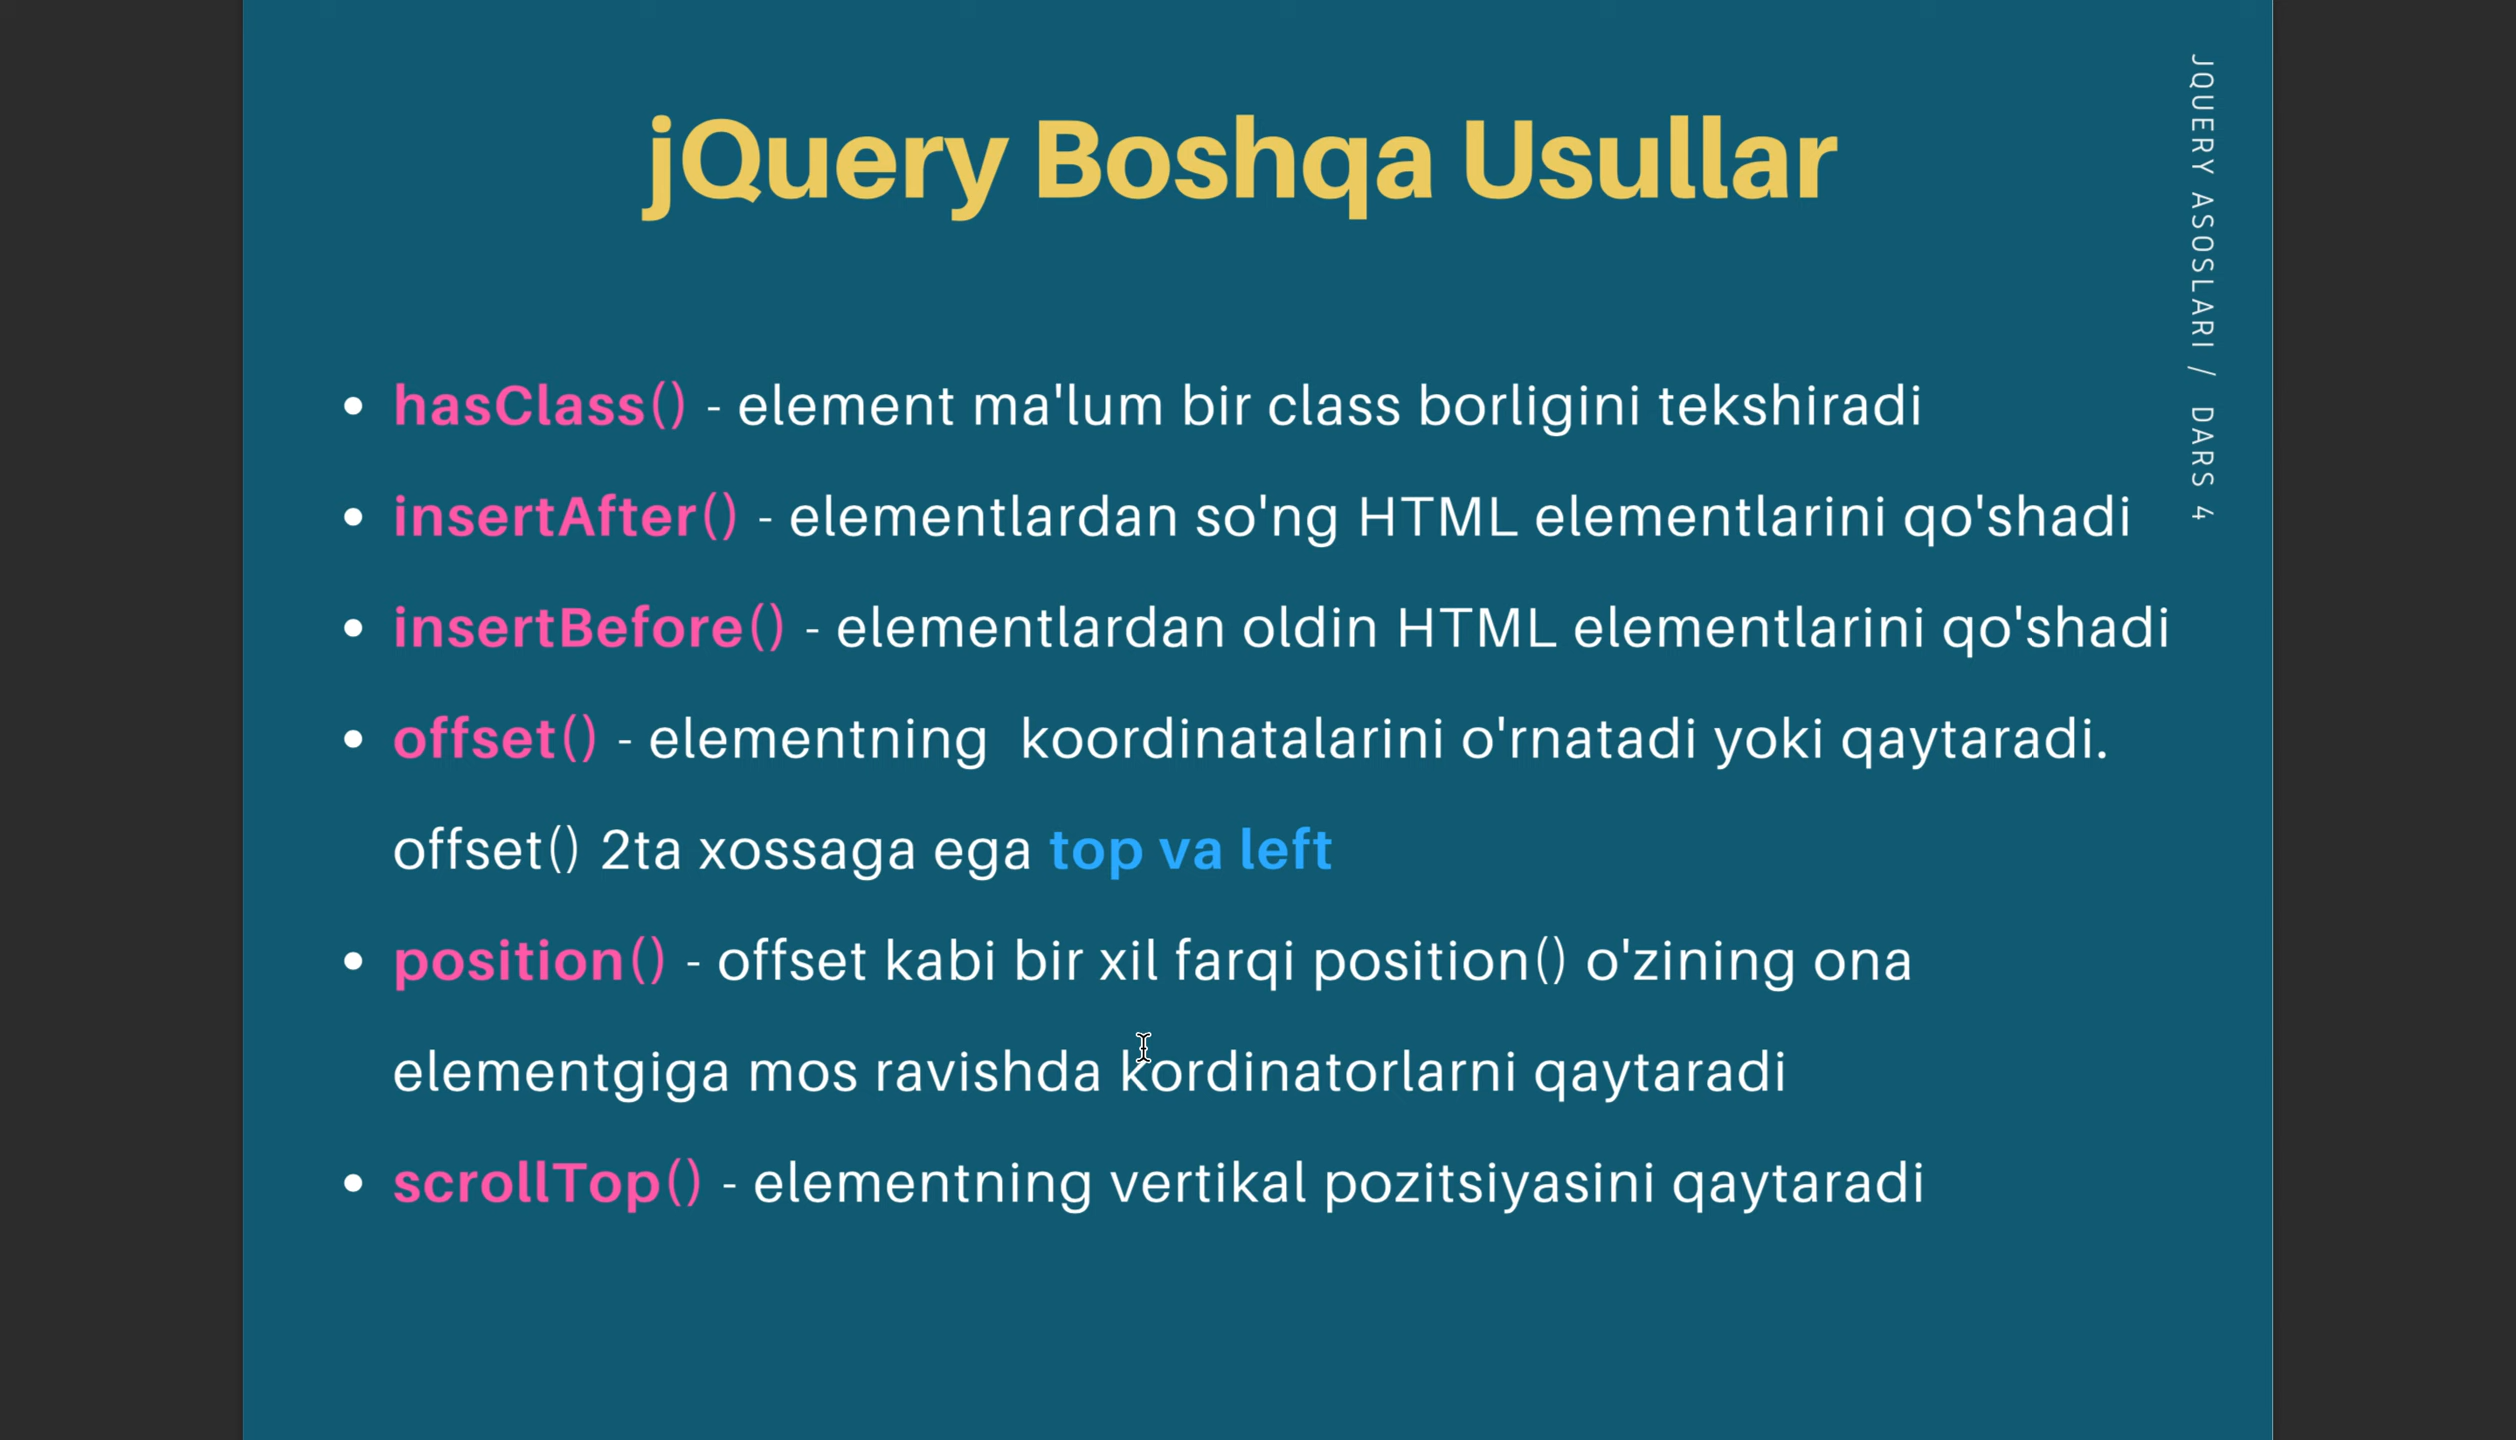 jQuery Boshqa Usullar
JQUERY ASOSLARI / DARS 4
• hasClass() - element ma'lum bir class borligini tekshiradi
• insertAfter() - elementlardan so'ng HTML elementlarini qo'shadi
• insertBefore() - elementlardan oldin HTML elementlarini qo'shadi
• offset() - elementning  koordinatalarini o'rnatadi yoki qaytaradi.
offset() 2ta xossaga ega top va left
• position() - offset kabi bir xil farqi position() o'zining ona
elementgiga mos ravishda kordinatorlarni qaytaradi
• scrollTop() - elementning vertikal pozitsiyasini qaytaradi